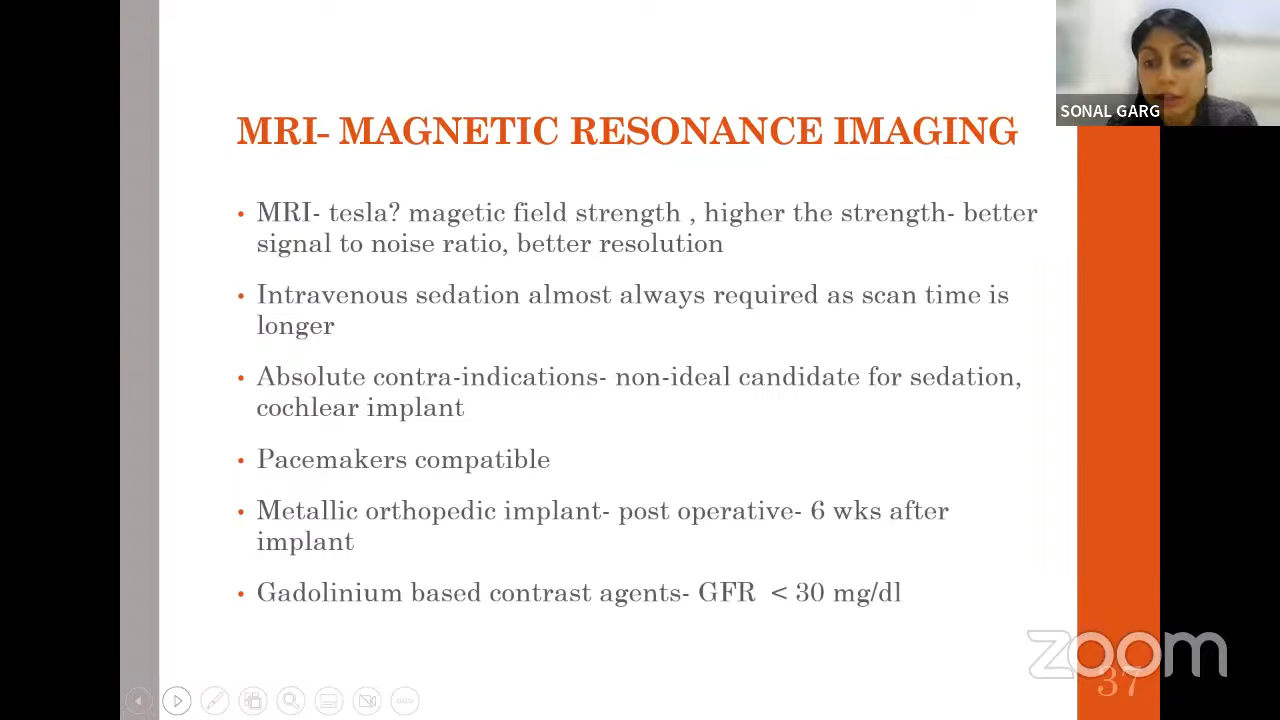 SONAL GARG
MRI- MAGNETIC RESONANCE IMAGING
• MRI- tesla? magetic field strength , higher the strength- better
signal to noise ratio, better resolution
• Intravenous sedation almost always required as scan time is
longer
• Absolute contra-indications- non-ideal candidate for sedation,
cochlear implant
• Pacemakers compatible
• Metallic orthopedic implant- post operative- 6 wks after
implant
• Gadolinium based contrast agents- GFR < 30 mg/dl
zoom
37